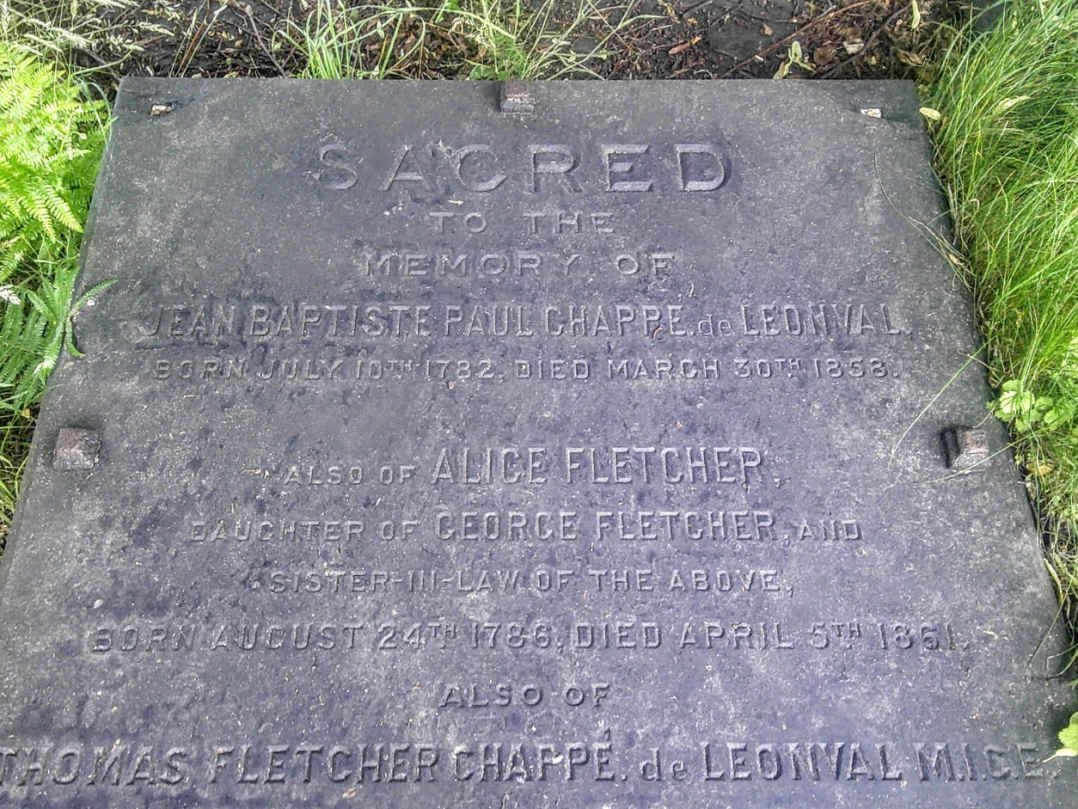 SACRED
TO THE
MEMORY OF
JEAN BAPTISTE PAUL CHAPPE. de LEONVAL.
BORN JULY 10TH 1782, DIED MARCH 30TH 1858.
ALSO OF ALICE FLETCHER,
DAUGHTER OF GEORGE FLETCHER, AND
SISTER-IN-LAW OF THE ABOVE,
BORN AUGUST 24TH 1786, DIED APRIL 5TH 1861.
ALSO OF
THOMAS FLETCHER CHAPPÉ. de LEONVAL M.I.C.E.